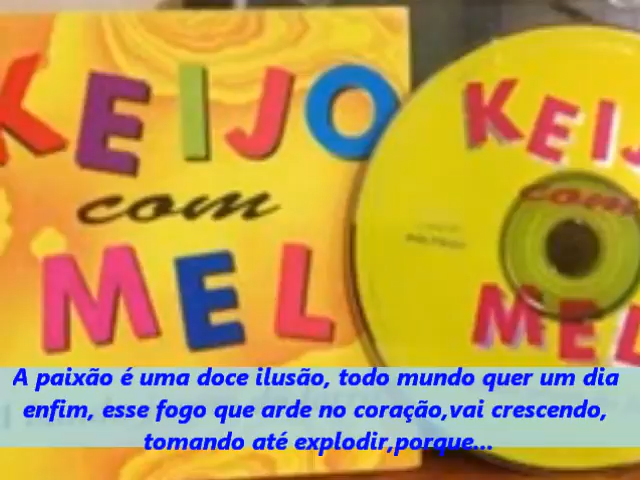 KEIJO
com
MEL
KEIJ
com
MEL
A paixão é uma doce ilusão, todo mundo quer um dia
enfim, esse fogo que arde no coração,vai crescendo,
tomando até explodir,porque...